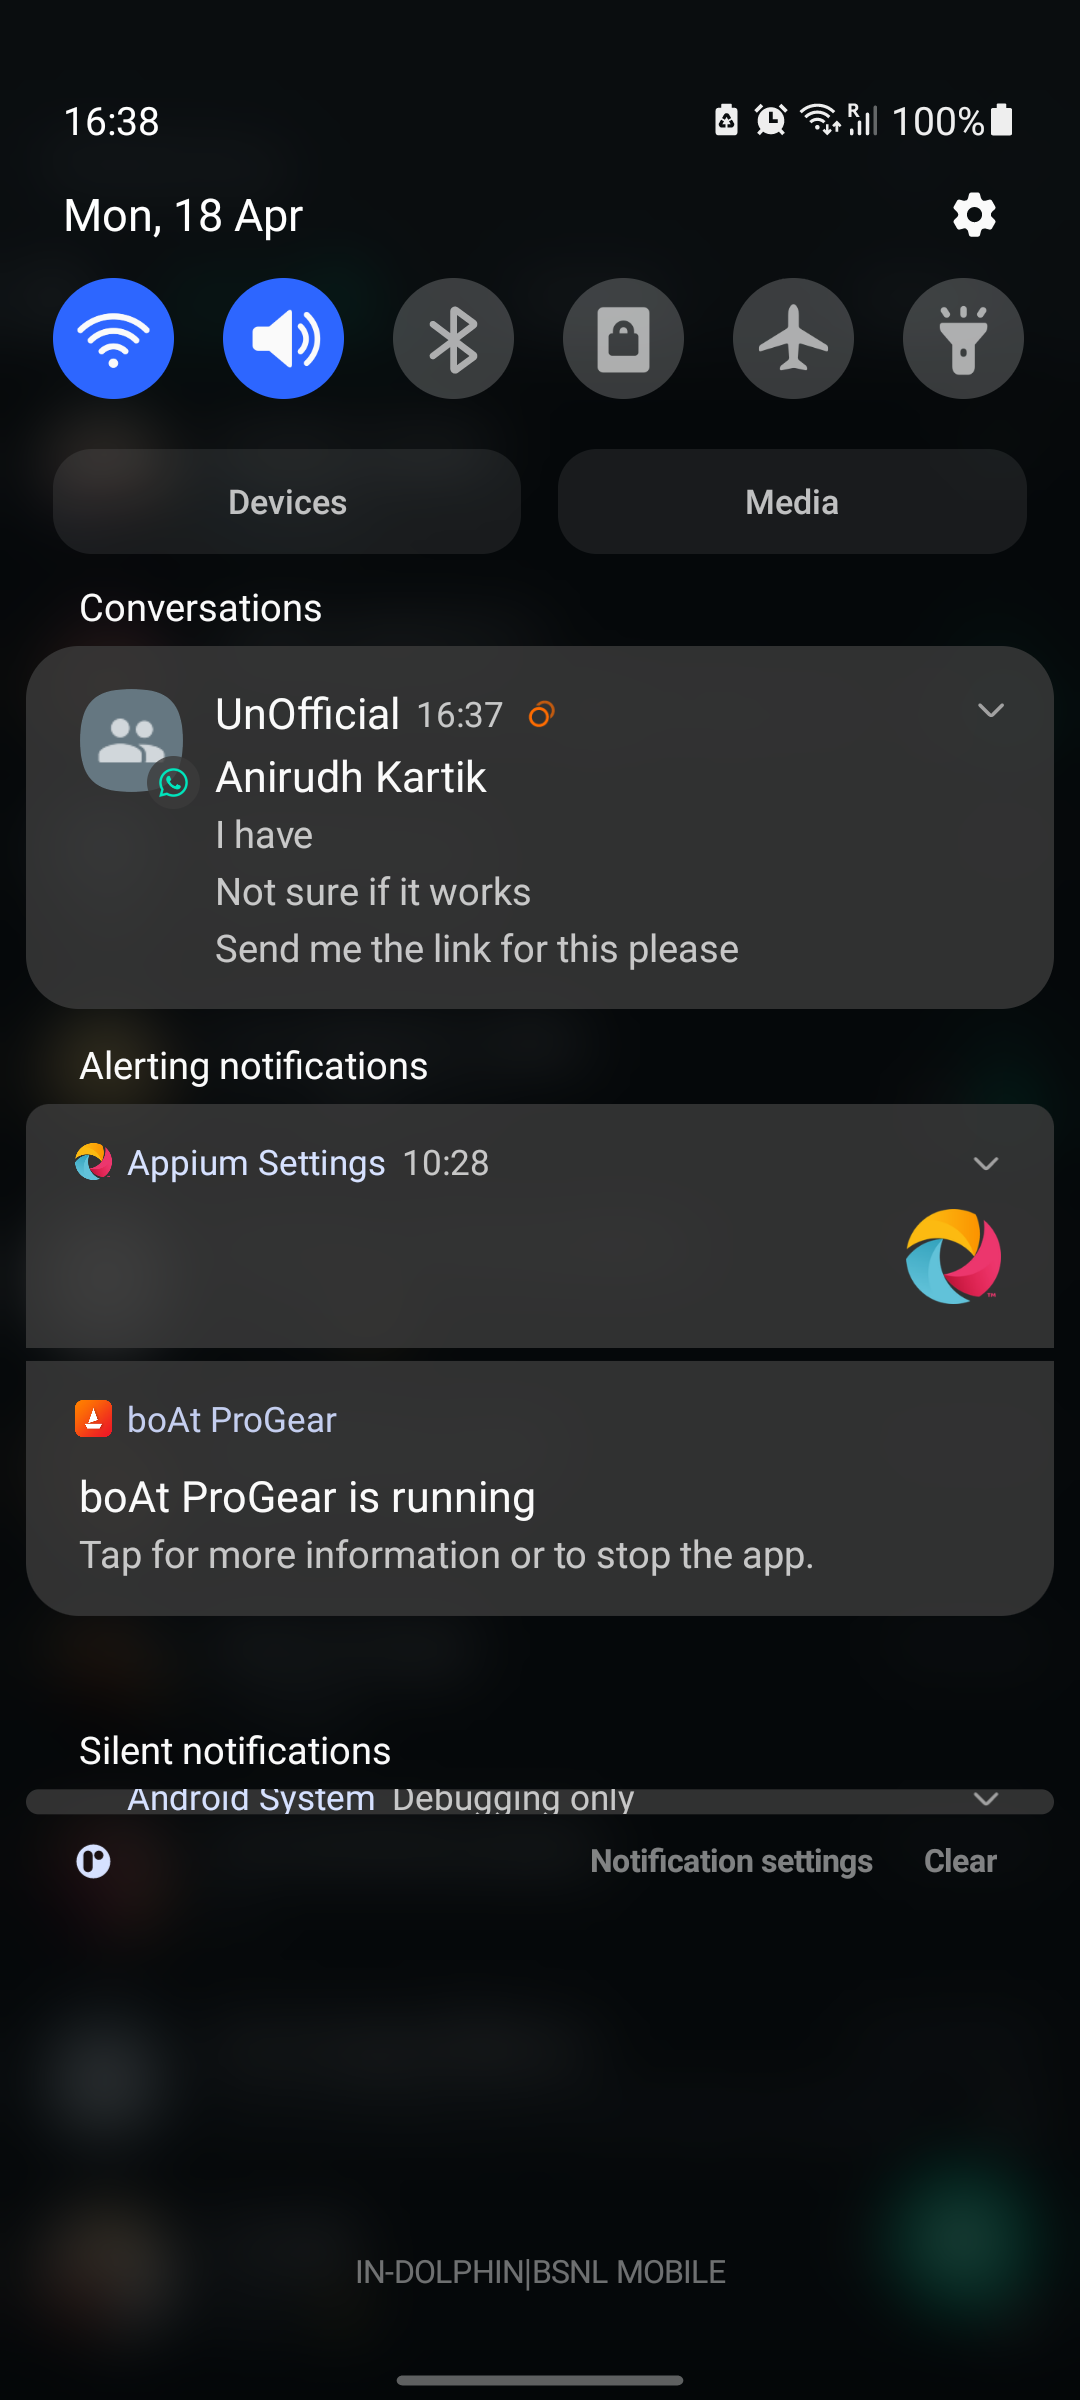 16:38
R
100%
Mon, 18 Apr
Devices
Media
Conversations
UnOfficial 16:37
Anirudh Kartik
I have
Not sure if it works
Send me the link for this please
Alerting notifications
Appium Settings 10:28
boAt ProGear
boAt ProGear is running
Tap for more information or to stop the app.
Silent notifications
Android System Debugging only
Notification settings
Clear
IN-DOLPHIN|BSNL MOBILE